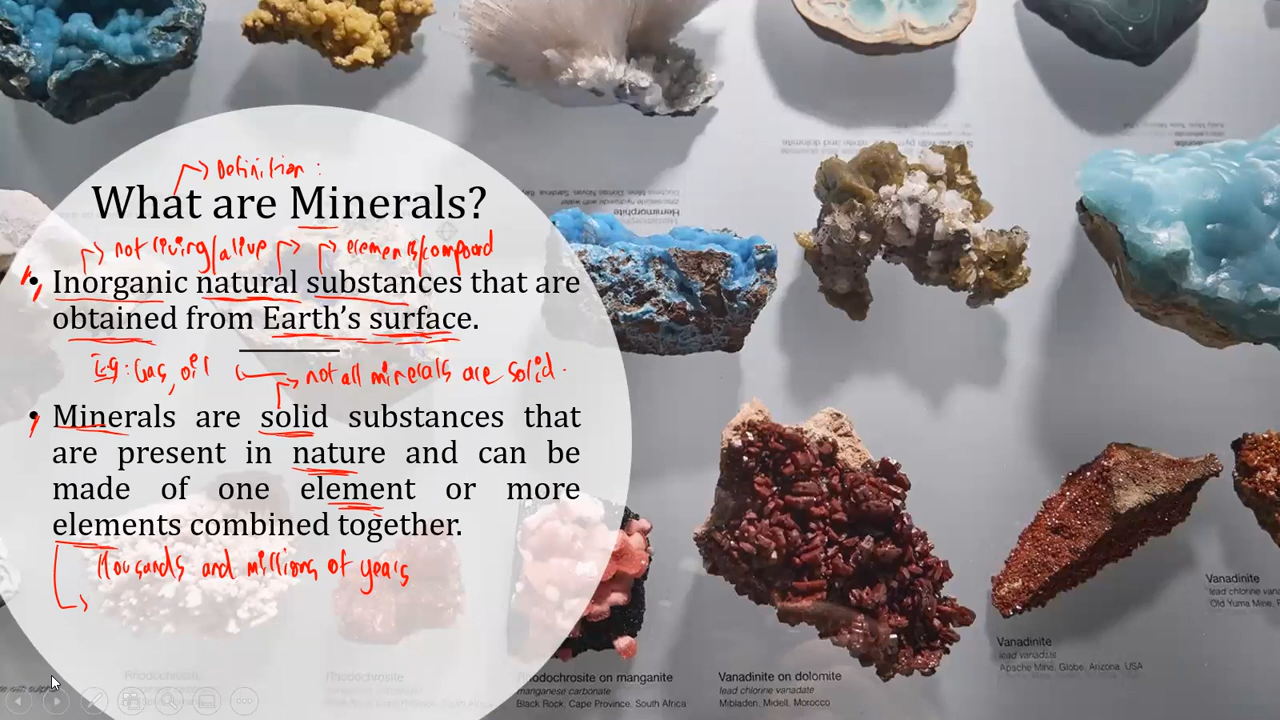 Definition :
What are Minerals?
not living/alive
elements/compound
• Inorganic natural substances that are
obtained from Earth's surface.
Eg: Gas, oil
not all minerals are solid.
• Minerals are solid substances that
are present in nature and can be
made of one element or more
elements combined together.
Thousands and millions of years
Hemimorphite
Vanadinite
lead chlorine
Old Yuma Mine,
Vanadinite
lead vanadate
Apache Mine, Globe, Arizona, USA
Rhodochrosite
Rhodochrosite
Rhodochrosite on manganite
manganese carbonate
Black Rock, Cape Province, South Africa
Vanadinite on dolomite
lead chlorine vanadate
Mibladen, Midelt, Morocco